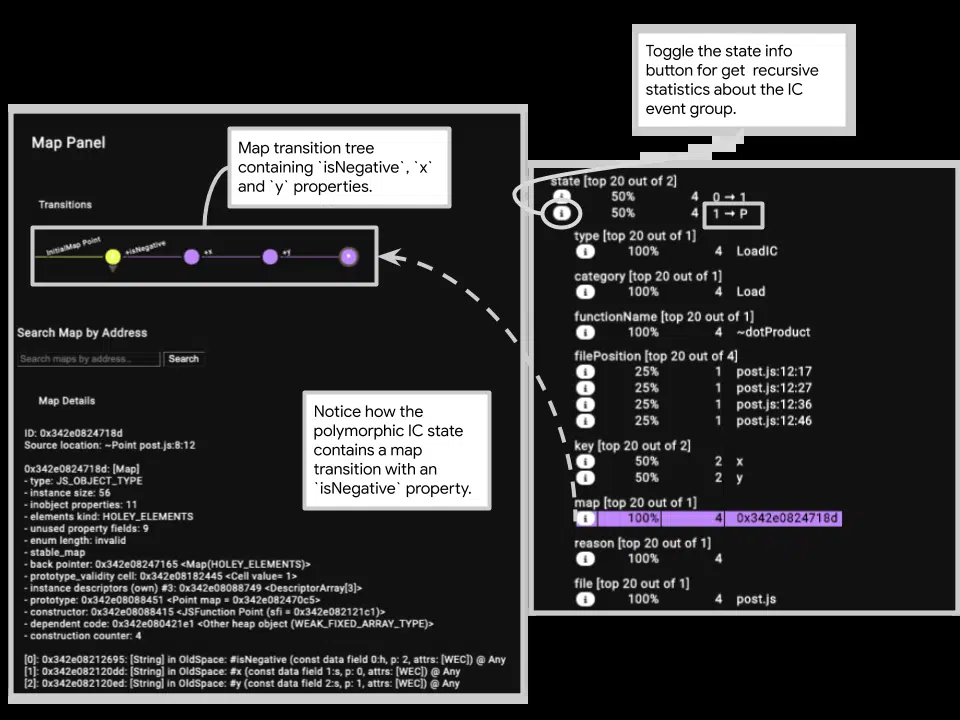 Toggle the state info
button for get  recursive
statistics about the IC
event group.
Map Panel
Map transition tree
containing `isNegative`, `x`
and `y` properties.
Transitions
InitialMap Point
+isNegative
+x
+y
Search Map by Address
Search maps by address..
Search
Map Details
ID: 0x342e0824718d
Source location: ~Point post.js:8:12
0x342e0824718d: [Map]
- type: JS_OBJECT_TYPE
- instance size: 56
- inobject properties: 11
- elements kind: HOLEY_ELEMENTS
- unused property fields: 9
- enum length: invalid
- stable_map
- back pointer: 0x342e08247165 <Map(HOLEY_ELEMENTS)>
- prototype_validity cell: 0x342e08182445 <Cell value= 1>
- instance descriptors (own) #3: 0x342e08088749 <DescriptorArray[3]>
- prototype: 0x342e08088451 <Point map = 0x342e082470c5>
- constructor: 0x342e08088415 <JSFunction Point (sfi = 0x342e082121c1)>
- dependent code: 0x342e080421e1 <Other heap object (WEAK_FIXED_ARRAY_TYPE)>
- construction counter: 4
[0]: 0x342e08212695: [String] in OldSpace: #isNegative (const data field 0:h, p: 2, attrs: [WEC]) @ Any
[1]: 0x342e082120dd: [String] in OldSpace: #x (const data field 1:s, p: 0, attrs: [WEC]) @ Any
[2]: 0x342e082120ed: [String] in OldSpace: #y (const data field 2:s, p: 1, attrs: [WEC]) @ Any
Notice how the
polymorphic IC state
contains a map
transition with an
`isNegative` property.
state [top 20 out of 2]
i 50% 4 0 → 1
i 50% 4 1 → P
type [top 20 out of 1]
i 100% 4 LoadIC
category [top 20 out of 1]
i 100% 4 Load
functionName [top 20 out of 1]
i 100% 4 ~dotProduct
filePosition [top 20 out of 4]
i 25% 1 post.js:12:17
i 25% 1 post.js:12:27
i 25% 1 post.js:12:36
i 25% 1 post.js:12:46
key [top 20 out of 2]
i 50% 2 x
i 50% 2 y
map [top 20 out of 1]
i 100% 4 0x342e0824718d
reason [top 20 out of 1]
i 100% 4
file [top 20 out of 1]
i 100% 4 post.js